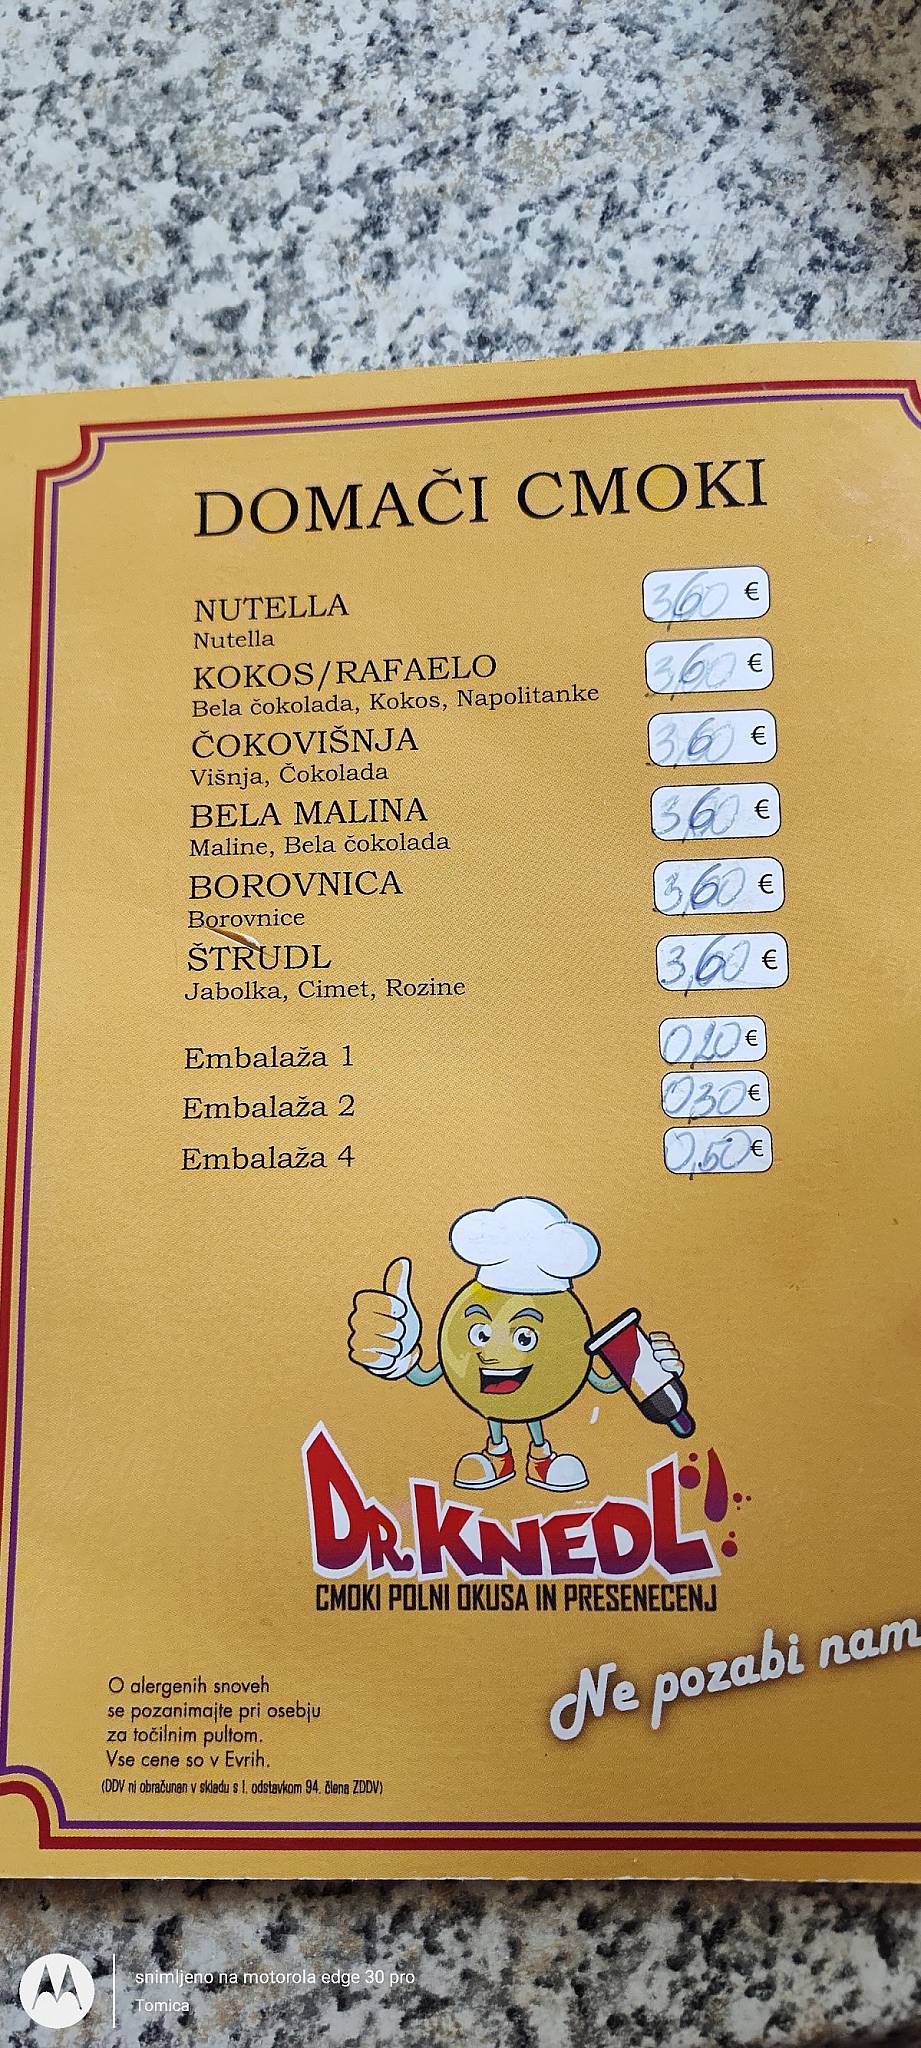 DOMAČI CMOKI
NUTELLA 3,60 €
Nutella
KOKOS/RAFAELO 3,60 €
Bela čokolada, Kokos, Napolitanke
ČOKOVIŠNJA 3,60 €
Višnja, Čokolada
BELA MALINA 3,60 €
Maline, Bela čokolada
BOROVNICA 3,60 €
Borovnice
ŠTRUDL 3,60 €
Jabolka, Cimet, Rozine
Embalaža 1 0,20 €
Embalaža 2 0,30 €
Embalaža 4 0,50 €
DR.KNEDL
CMOKI POLNI OKUSA IN PRESENECENJ
Ne pozabi nam
O alergenih snoveh
se pozanimajte pri osebju
za točilnim pultom.
Vse cene so v Evrih.
(DDV ni obračunan v skladu s 1. odstavkom 94. člena ZDDV)
snimljeno na motorola edge 30 pro
Tomica